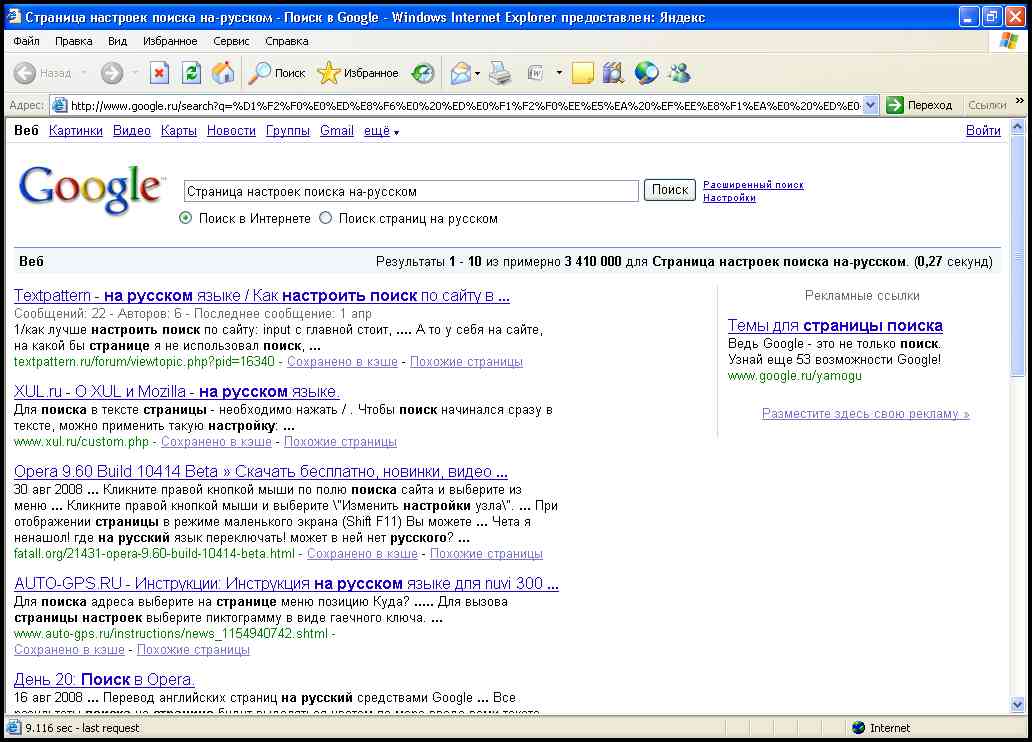 Страница настроек поиска на-русском - Поиск в Google - Windows Internet Explorer предоставлен: Яндекс
Файл Правка Вид Избранное Сервис Справка
Назад Поиск Избранное
Адрес: http://www.google.ru/search?q=%D1%F2%F0%E0%ED%E8%F6%E0%20%ED%E0%F1%F2%F0%EE%E5%EA%20%EF%EE%E8%F1%EA%E0%20%ED%E0- Переход Ссылки »
Веб Картинки Видео Карты Новости Группы Gmail ещё Войти
Google™
Страница настроек поиска на-русском Поиск Расширенный поиск
Настройки
Поиск в Интернете Поиск страниц на русском
Веб Результаты 1 - 10 из примерно 3 410 000 для Страница настроек поиска на-русском. (0,27 секунд)
Textpattern - на русском языке / Как настроить поиск по сайту в ...
Сообщений: 22 - Авторов: 6 - Последнее сообщение: 1 апр
1/как лучше настроить поиск по сайту: input с главной стоит, .... А то у себя на сайте,
на какой бы странице я не использовал поиск, ...
textpattern.ru/forum/viewtopic.php?pid=16340 - Сохранено в кэше - Похожие страницы
XUL.ru - О XUL и Mozilla - на русском языке.
Для поиска в тексте страницы - необходимо нажать / . Чтобы поиск начинался сразу в
тексте, можно применить такую настройку: ...
www.xul.ru/custom.php - Сохранено в кэше - Похожие страницы
Opera 9.60 Build 10414 Beta » Скачать бесплатно, новинки, видео ...
30 авг 2008 ... Кликните правой кнопкой мыши по полю поиска сайта и выберите из
меню ... Кликните правой кнопкой мыши и выберите \"Изменить настройки узла\". ... При
отображении страницы в режиме маленького экрана (Shift F11) Вы можете ... Чета я
ненашол! где на русский язык переключать! может в ней нет русского? ...
fatall.org/21431-opera-9.60-build-10414-beta.html - Сохранено в кэше - Похожие страницы
AUTO-GPS.RU - Инструкции: Инструкция на русском языке для nuvi 300 ...
Для поиска адреса выберите на странице меню позицию Куда? ..... Для вызова
страницы настроек выберите пиктограмму в виде гаечного ключа. ...
www.auto-gps.ru/instructions/news_1154940742.shtml -
Сохранено в кэше - Похожие страницы
День 20: Поиск в Opera.
16 авг 2008 ... Перевод английских страниц на русский средствами Google ... Все
Рекламные ссылки
Темы для страницы поиска
Ведь Google - это не только поиск.
Узнай еще 53 возможности Google!
www.google.ru/yamogu
Разместите здесь свою рекламу »
9.116 sec - last request Internet